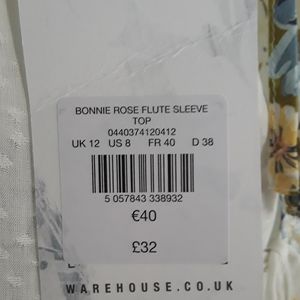 BONNIE ROSE FLUTE SLEEVE
TOP
0440374120412
UK 12 US 8 FR 40 D 38
5 057843 338932
€40
£32
WAREHOUSE.CO.UK